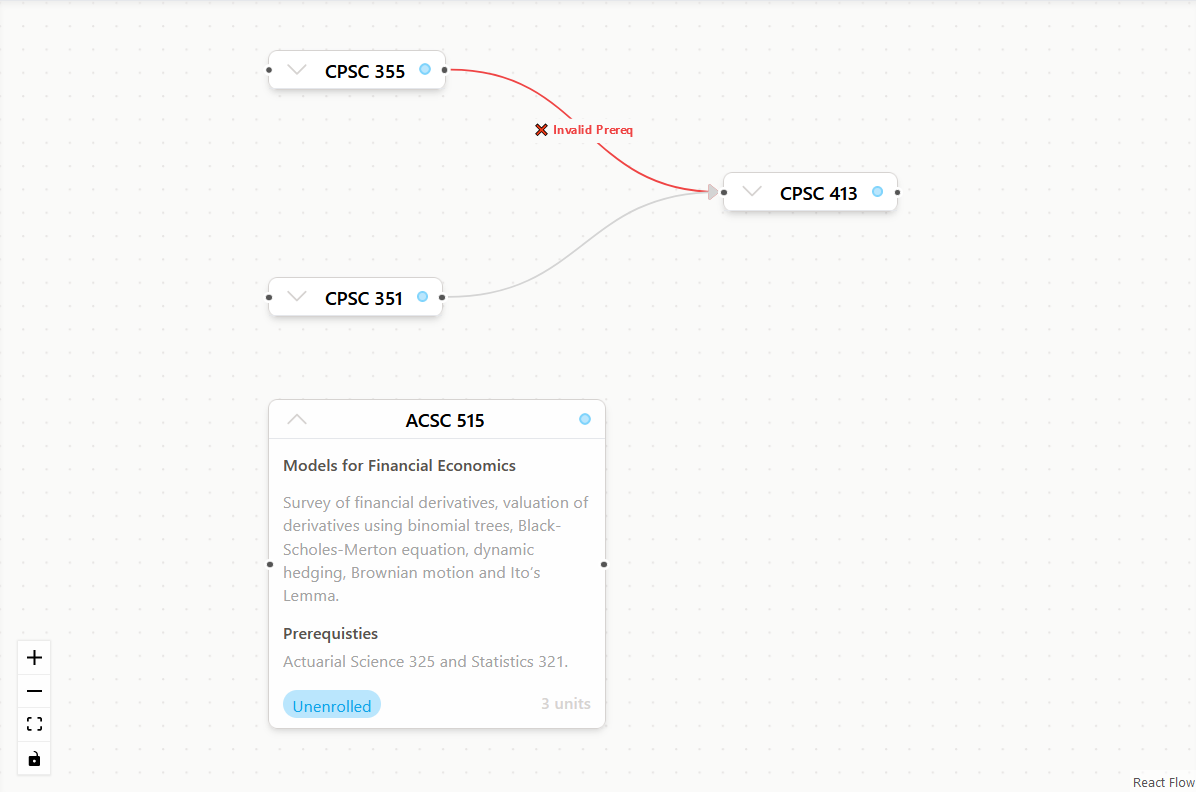 CPSC 355
❌ Invalid Prereq
CPSC 413
CPSC 351
ACSC 515
Models for Financial Economics
Survey of financial derivatives, valuation of
derivatives using binomial trees, Black-
Scholes-Merton equation, dynamic
hedging, Brownian motion and Ito's
Lemma.
Prerequisties
Actuarial Science 325 and Statistics 321.
Unenrolled
3 units
React Flow